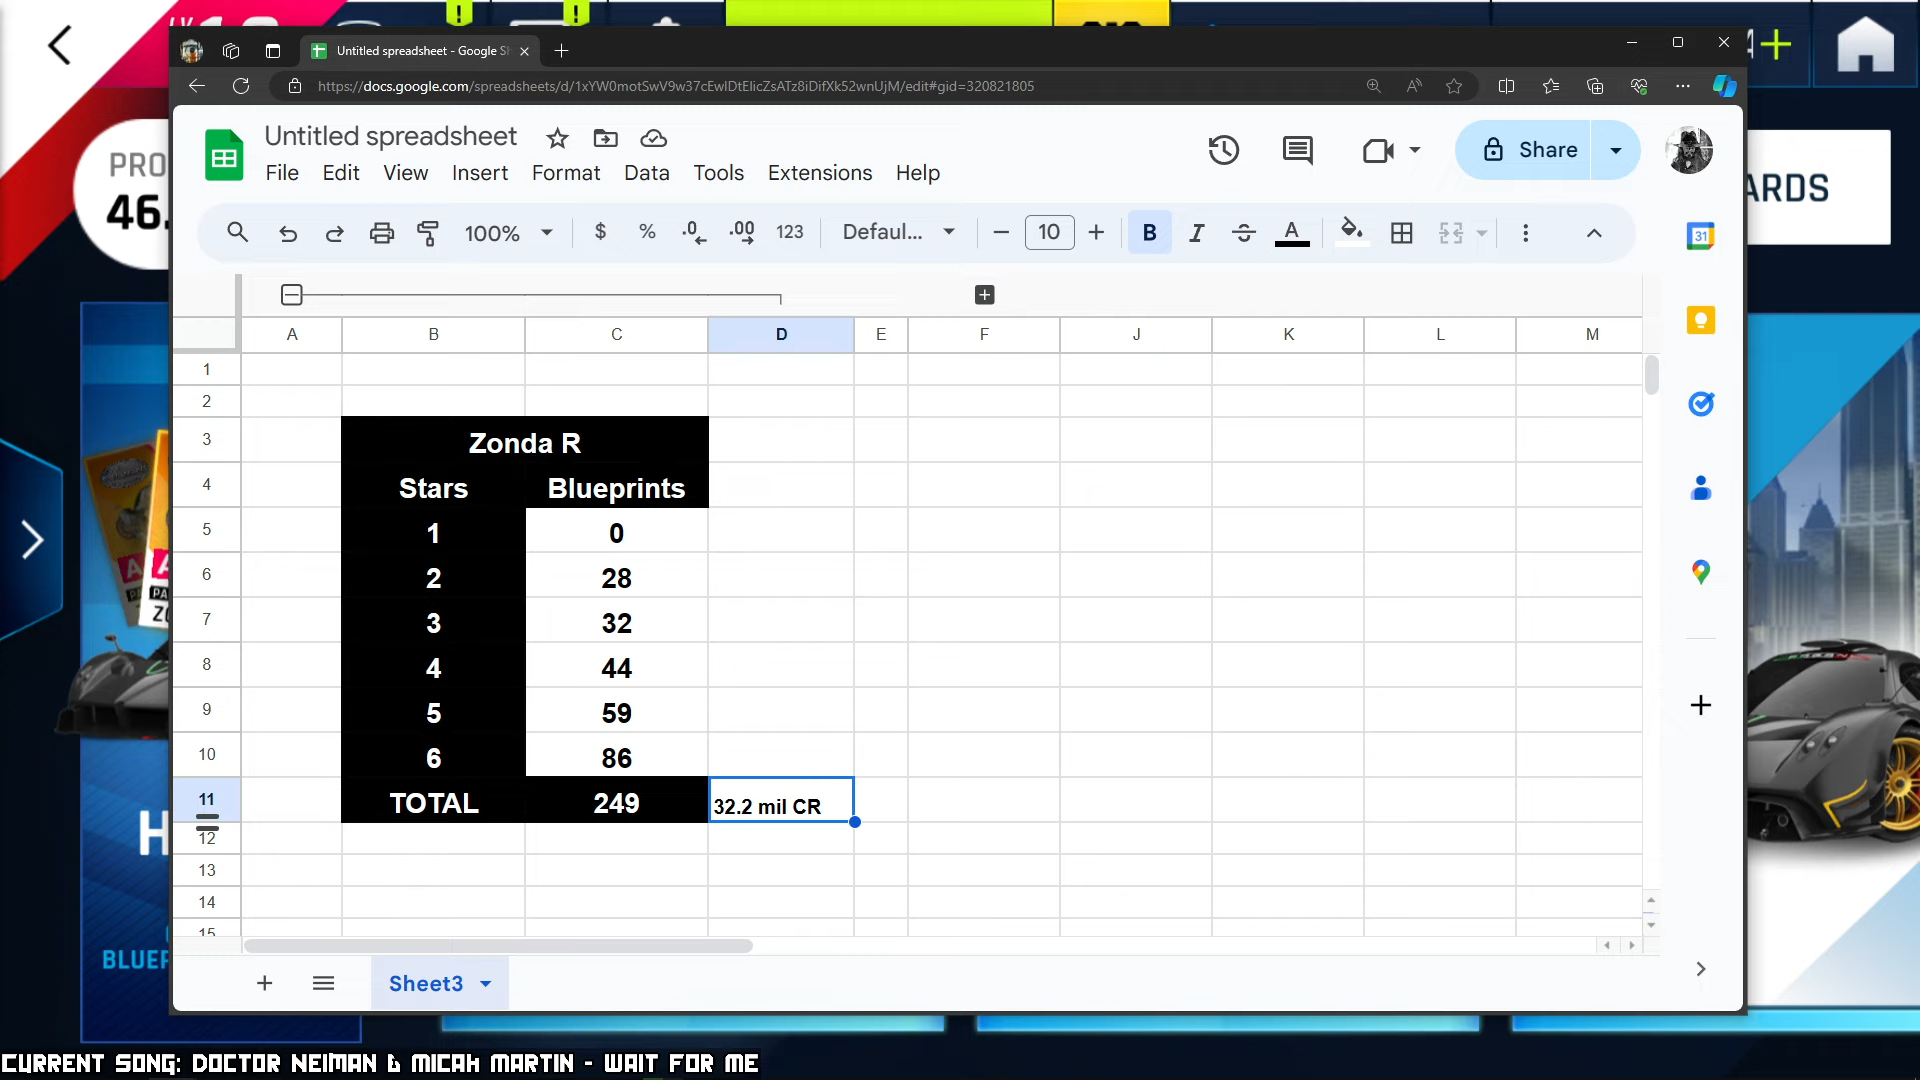 Untitled spreadsheet - Google Sh
https://docs.google.com/spreadsheets/d/1xYW0motSwV9w37cEwIDtElicZsATz8iDifXk52wnUjM/edit#gid=320821805
Untitled spreadsheet
File Edit View Insert Format Data Tools Extensions Help
Share
100% $ % .0 .00 123 Defaul... 10 B I A
31
A B C D E F J K L M
1
2
3 Zonda R
4 Stars Blueprints
5 1 0
6 2 28
7 3 32
8 4 44
9 5 59
10 6 86
11 TOTAL 249 32.2 mil CR
12
13
14
15
Sheet3
PRO
46.
ARDS
H
BLUEP
CURRENT SONG: DOCTOR NEIMAN & MICAH MARTIN - WAIT FOR ME